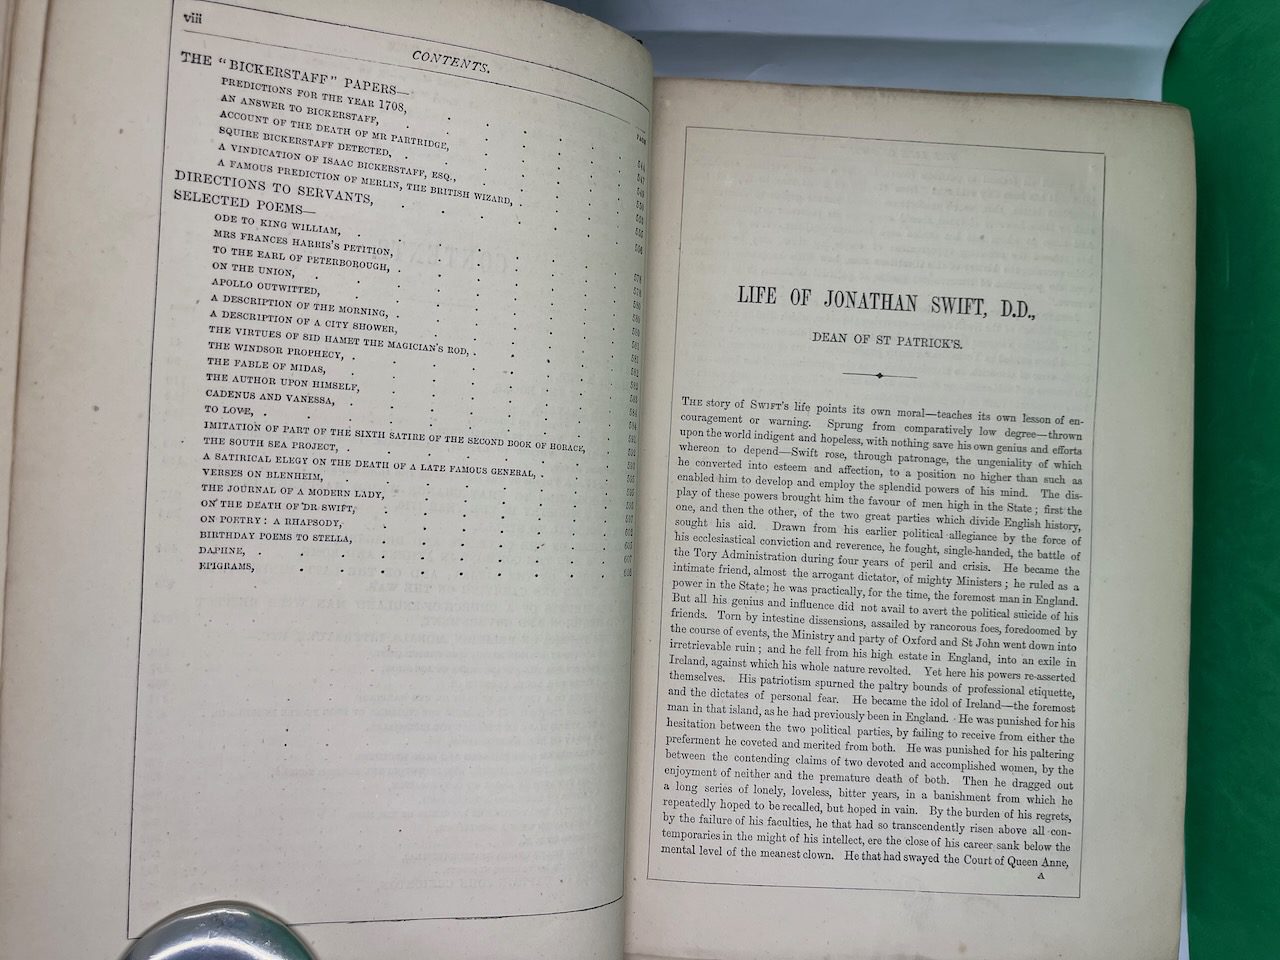 viii
CONTENTS.
THE "BICKERSTAFF" PAPERS—
PREDICTIONS FOR THE YEAR 1708,
AN ANSWER TO BICKERSTAFF,
ACCOUNT OF THE DEATH OF MR PARTRIDGE,
SQUIRE BICKERSTAFF DETECTED,
A VINDICATION OF ISAAC BICKERSTAFF, ESQ.,
A FAMOUS PREDICTION OF MERLIN, THE BRITISH WIZARD,
DIRECTIONS TO SERVANTS,
SELECTED POEMS—
ODE TO KING WILLIAM,
MRS FRANCES HARRIS'S PETITION,
TO THE EARL OF PETERBOROUGH,
ON THE UNION,
APOLLO OUTWITTED,
A DESCRIPTION OF THE MORNING,
A DESCRIPTION OF A CITY SHOWER,
THE VIRTUES OF SID HAMET THE MAGICIAN'S ROD,
THE WINDSOR PROPHECY,
THE FABLE OF MIDAS,
THE AUTHOR UPON HIMSELF,
CADENUS AND VANESSA,
TO LOVE,
IMITATION OF PART OF THE SIXTH SATIRE OF THE SECOND BOOK OF HORACE,
THE SOUTH SEA PROJECT,
A SATIRICAL ELEGY ON THE DEATH OF A LATE FAMOUS GENERAL,
VERSES ON BLENHEIM,
THE JOURNAL OF A MODERN LADY,
ON THE DEATH OF DR SWIFT,
ON POETRY: A RHAPSODY,
BIRTHDAY POEMS TO STELLA,
DAPHNE,
EPIGRAMS,
LIFE OF JONATHAN SWIFT, D.D.,
DEAN OF ST PATRICK'S.
THE story of SWIFT'S life points its own moral—teaches its own lesson of en-
couragement or warning. Sprung from comparatively low degree—thrown
upon the world indigent and hopeless, with nothing save his own genius and efforts
whereon to depend—Swift rose, through patronage, the ungeniality of which
he converted into esteem and affection, to a position no higher than such as
enabled him to develop and employ the splendid powers of his mind. The dis-
play of these powers brought him the favour of men high in the State; first the
one, and then the other, of the two great parties which divide English history,
sought his aid. Drawn from his earlier political allegiance by the force of
his ecclesiastical conviction and reverence, he fought, single-handed, the battle of
the Tory Administration during four years of peril and crisis. He became the
intimate friend, almost the arrogant dictator, of mighty Ministers; he ruled as a
power in the State; he was practically, for the time, the foremost man in England.
But all his genius and influence did not avail to avert the political suicide of his
friends. Torn by intestine dissensions, assailed by rancorous foes, foredoomed by
the course of events, the Ministry and party of Oxford and St John went down into
irretrievable ruin; and he fell from his high estate in England, into an exile in
Ireland, against which his whole nature revolted. Yet here his powers re-asserted
themselves. His patriotism spurned the paltry bounds of professional etiquette,
and the dictates of personal fear. He became the idol of Ireland—the foremost
man in that island, as he had previously been in England. He was punished for his
hesitation between the two political parties, by failing to receive from either the
preferment he coveted and merited from both. He was punished for his paltering
between the contending claims of two devoted and accomplished women, by the
enjoyment of neither and the premature death of both. Then he dragged out
a long series of lonely, loveless, bitter years, in a banishment from which he
repeatedly hoped to be recalled, but hoped in vain. By the burden of his regrets,
by the failure of his faculties, he that had so transcendently risen above all con-
temporaries in the might of his intellect, ere the close of his career sank below the
mental level of the meanest clown. He that had swayed the Court of Queen Anne,
A